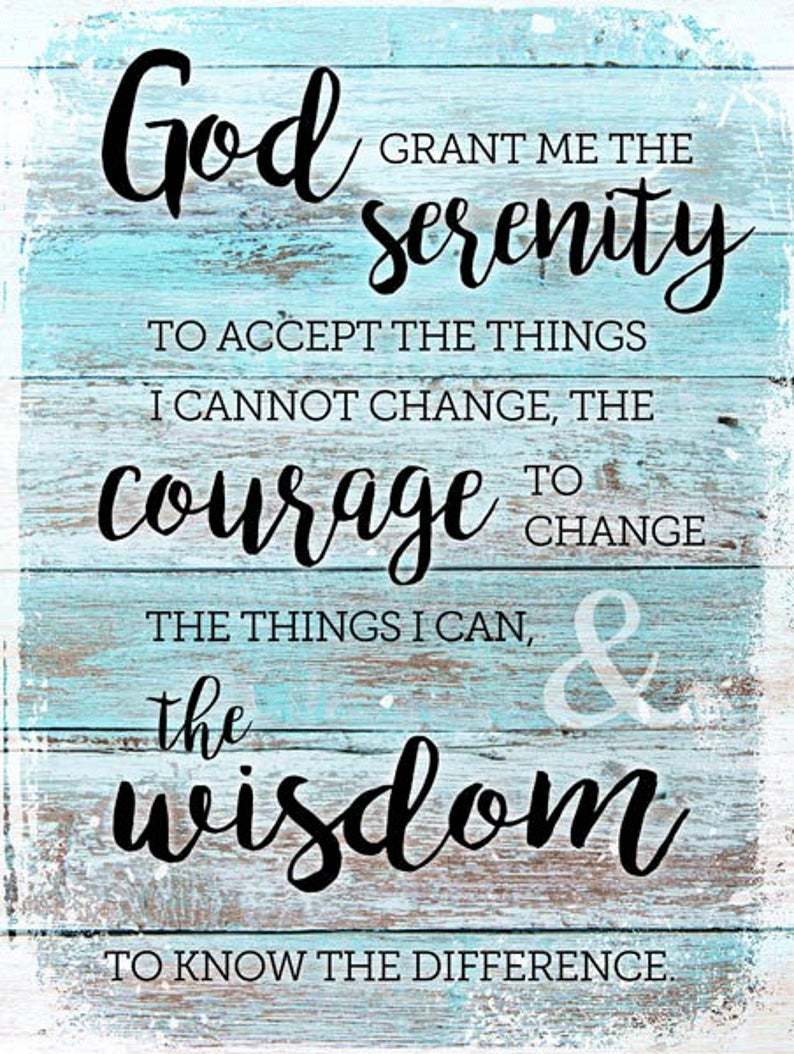 God GRANT ME THE
serenity
TO ACCEPT THE THINGS
I CANNOT CHANGE, THE
courage TO
CHANGE
THE THINGS I CAN,
&
the
wisdom
TO KNOW THE DIFFERENCE.